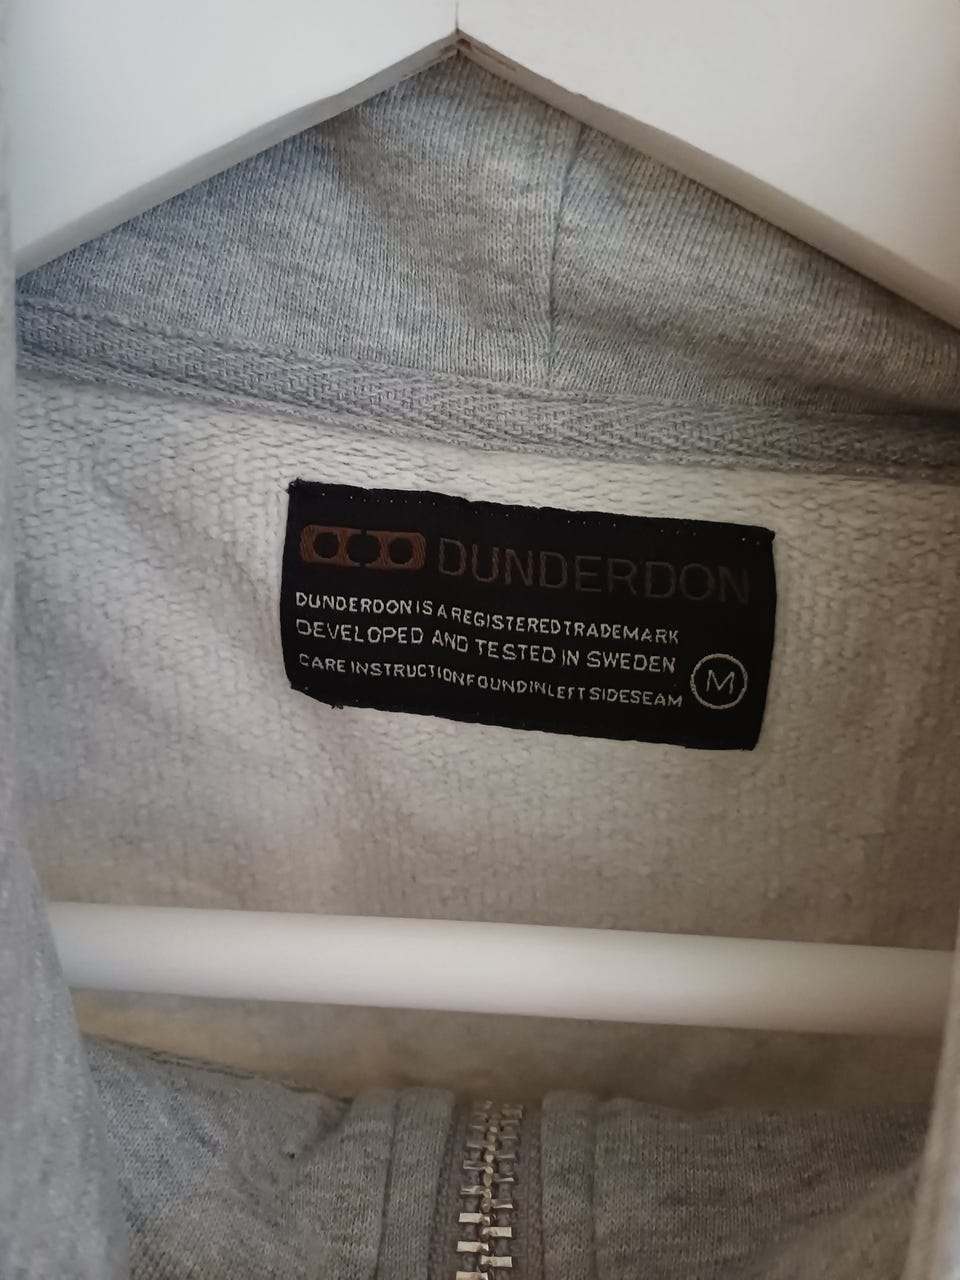 DUNDERDON
DUNDERDON IS A REGISTERED TRADEMARK
DEVELOPED AND TESTED IN SWEDEN
CARE INSTRUCTION FOUND IN LEFT SIDESEAM
M